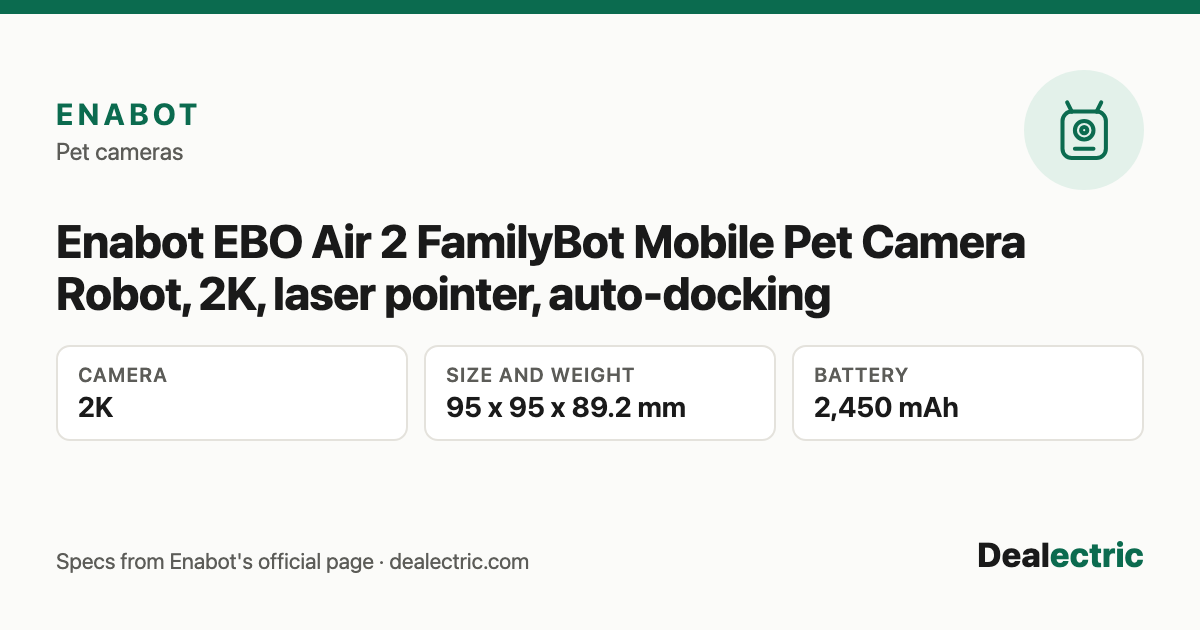 ENABOT
Pet cameras
Enabot EBO Air 2 FamilyBot Mobile Pet Camera
Robot, 2K, laser pointer, auto-docking
CAMERA
2K
SIZE AND WEIGHT
95 x 95 x 89.2 mm
BATTERY
2,450 mAh
Specs from Enabot's official page · dealectric.com
Dealectric